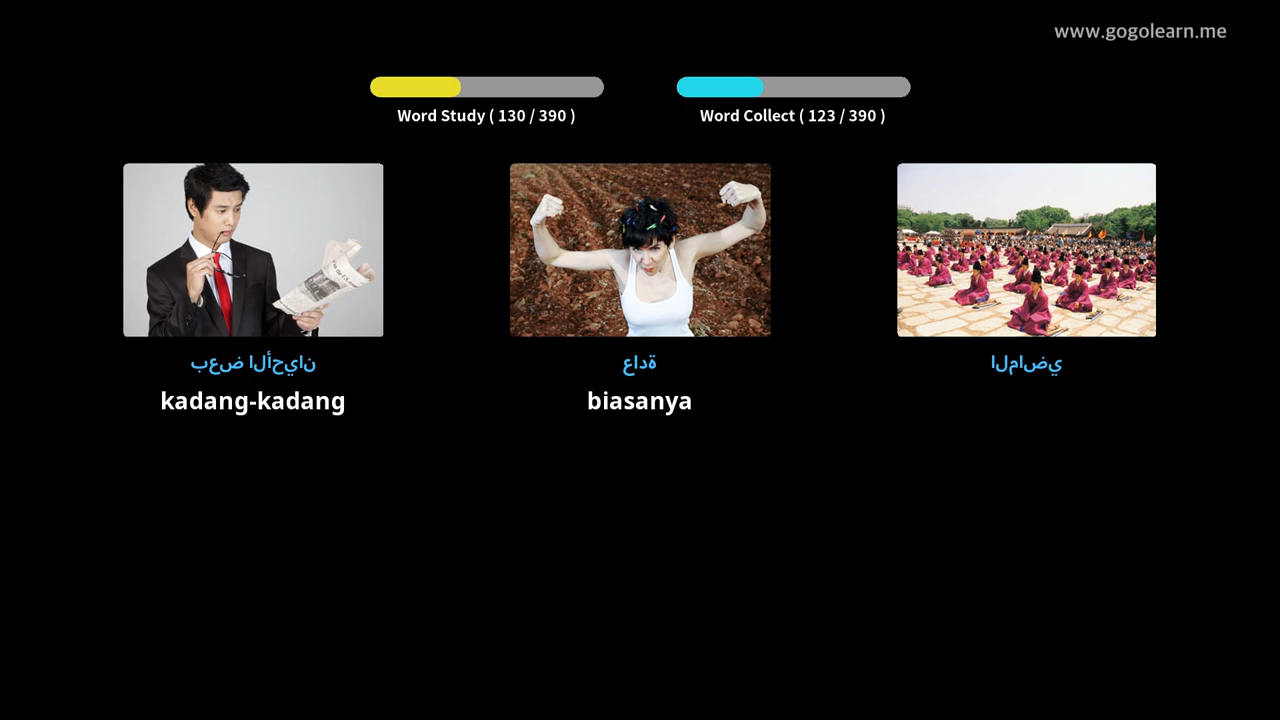 www.gogolearn.me
Word Study ( 130 / 390 )
Word Collect ( 123 / 390 )
بعض الأحيان
عادة
الماضي
kadang-kadang
biasanya